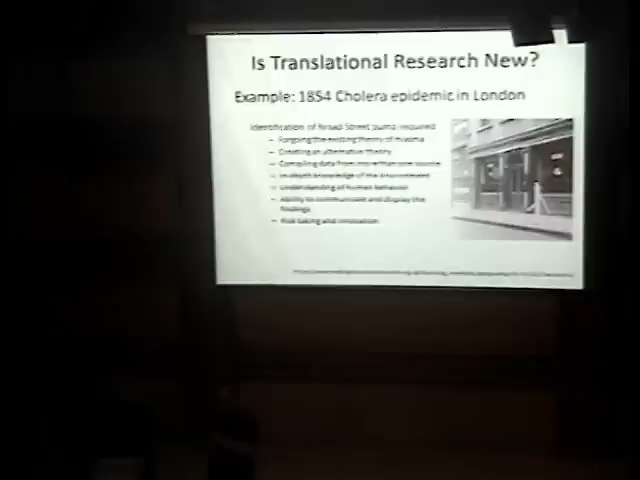 Is Translational Research New?
Example: 1854 Cholera epidemic in London
Identification of Broad Street pump required
– Forgoing the existing theory of miasma
– Creating an alternative theory
– Compiling data from more than one source
– In-depth knowledge of the environment
– Understanding of human behavior
– Ability to communicate and display the
findings
– Risk taking and innovation